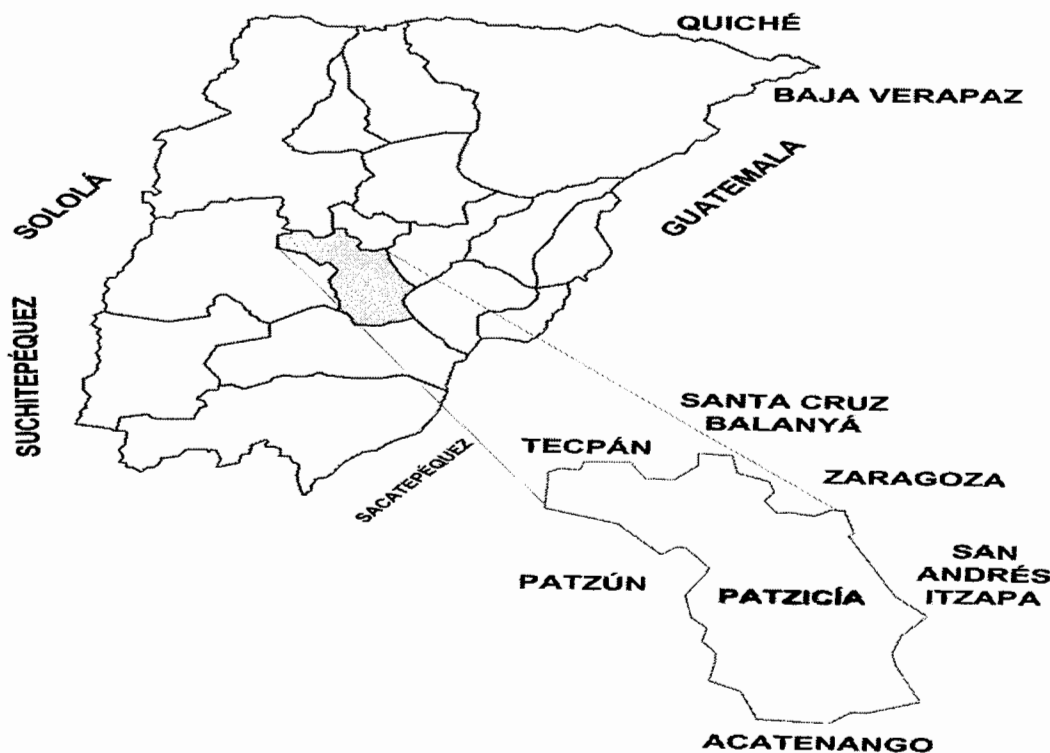 QUICHÉ
BAJA VERAPAZ
GUATEMALA
SOLOLÁ
SUCHITEPÉQUEZ
SACATEPÉQUEZ
SANTA CRUZ
BALANYÁ
TECPÁN
ZARAGOZA
SAN
ANDRÉS
ITZAPA
PATZÚN
PATZICÍA
ACATENANGO